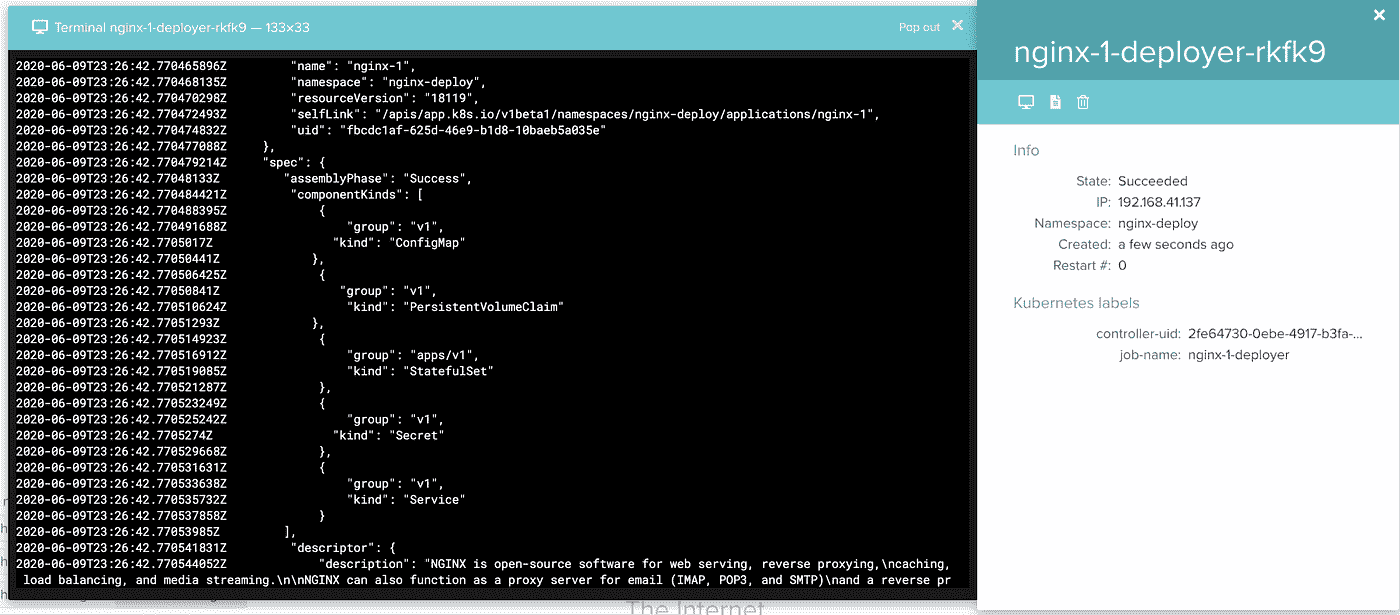 Terminal nginx-1-deployer-rkfk9 — 133×33
Pop out
2020-06-09T23:26:42.770465896Z "name": "nginx-1",
2020-06-09T23:26:42.770468135Z "namespace": "nginx-deploy",
2020-06-09T23:26:42.770470298Z "resourceVersion": "18119",
2020-06-09T23:26:42.770472493Z "selfLink": "/apis/app.k8s.io/v1beta1/namespaces/nginx-deploy/applications/nginx-1",
2020-06-09T23:26:42.770474832Z "uid": "fbcdc1af-625d-46e9-b1d8-10baeb5a035e"
2020-06-09T23:26:42.770477088Z },
2020-06-09T23:26:42.770479214Z "spec": {
2020-06-09T23:26:42.77048133Z "assemblyPhase": "Success",
2020-06-09T23:26:42.770484421Z "componentKinds": [
2020-06-09T23:26:42.770488395Z {
2020-06-09T23:26:42.770491688Z "group": "v1",
2020-06-09T23:26:42.7705017Z "kind": "ConfigMap"
2020-06-09T23:26:42.77050441Z },
2020-06-09T23:26:42.770506425Z {
2020-06-09T23:26:42.77050841Z "group": "v1",
2020-06-09T23:26:42.770510624Z "kind": "PersistentVolumeClaim"
2020-06-09T23:26:42.77051293Z },
2020-06-09T23:26:42.770514923Z {
2020-06-09T23:26:42.770516912Z "group": "apps/v1",
2020-06-09T23:26:42.770519085Z "kind": "StatefulSet"
2020-06-09T23:26:42.770521287Z },
2020-06-09T23:26:42.770523249Z {
2020-06-09T23:26:42.770525242Z "group": "v1",
2020-06-09T23:26:42.7705274Z "kind": "Secret"
2020-06-09T23:26:42.770529668Z },
2020-06-09T23:26:42.770531631Z {
2020-06-09T23:26:42.770533638Z "group": "v1",
2020-06-09T23:26:42.770535732Z "kind": "Service"
2020-06-09T23:26:42.770537858Z }
2020-06-09T23:26:42.77053985Z ],
2020-06-09T23:26:42.770541831Z "descriptor": {
2020-06-09T23:26:42.770544052Z "description": "NGINX is open-source software for web serving, reverse proxying,\ncaching,
load balancing, and media streaming.\n\nNGINX can also function as a proxy server for email (IMAP, POP3, and SMTP)\nand a reverse pr
The Internet
nginx-1-deployer-rkfk9
Info
State: Succeeded
IP: 192.168.41.137
Namespace: nginx-deploy
Created: a few seconds ago
Restart #: 0
Kubernetes labels
controller-uid: 2fe64730-0ebe-4917-b3fa-...
job-name: nginx-1-deployer